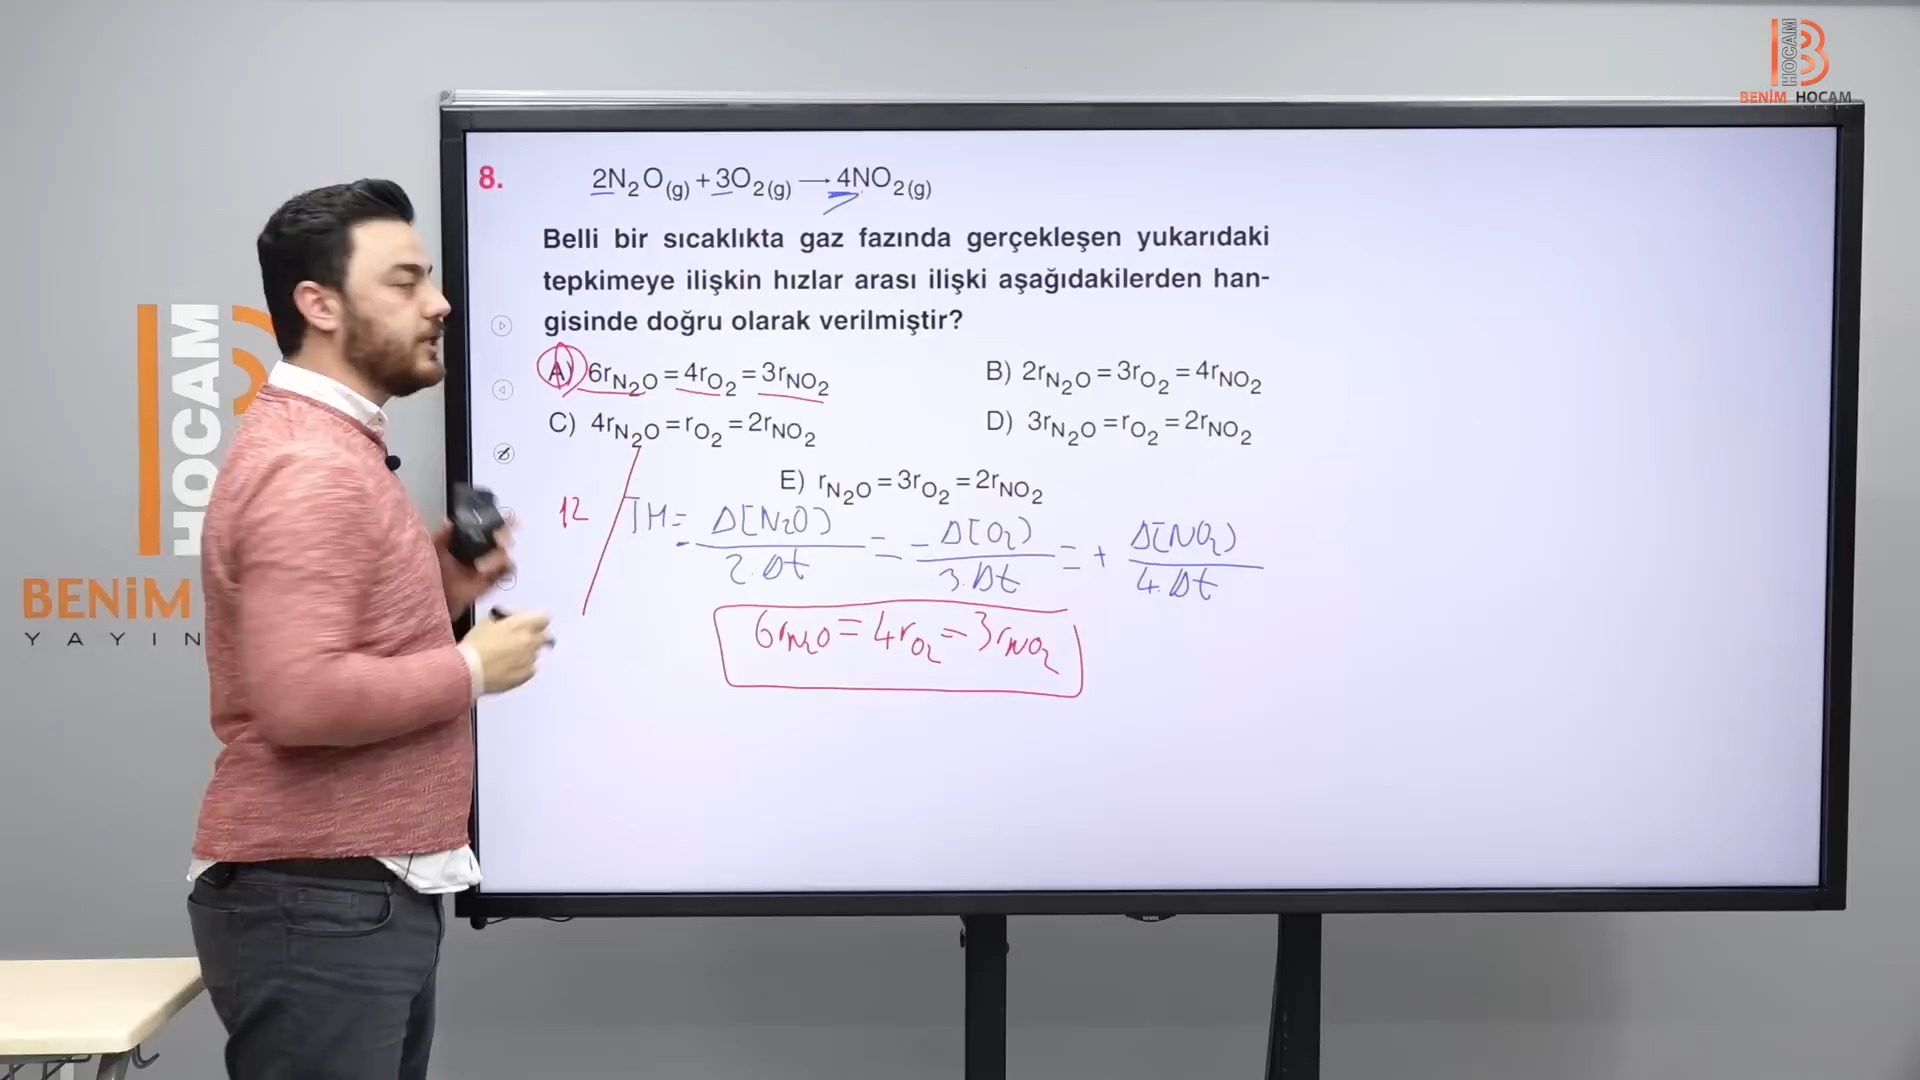 HOCAM
BENİM HOCAM
8.
2N₂O(g) + 3O₂(g) → 4NO₂(g)
Belli bir sıcaklıkta gaz fazında gerçekleşen yukarıdaki
tepkimeye ilişkin hızlar arası ilişki aşağıdakilerden han-
gisinde doğru olarak verilmiştir?
A) 6rN₂O = 4rO₂ = 3rNO₂
B) 2rN₂O = 3rO₂ = 4rNO₂
C) 4rN₂O = rO₂ = 2rNO₂
D) 3rN₂O = rO₂ = 2rNO₂
E) rN₂O = 3rO₂ = 2rNO₂
12 / TH = - Δ[N₂O] / 2.Δt = - Δ[O₂] / 3.Δt = + Δ[NO₂] / 4.Δt
6rN₂O = 4rO₂ = 3rNO₂
HOCAM
BENİM
YAYIN